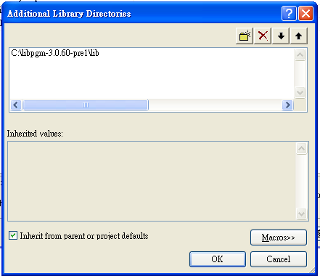 Additional Library Directories
C:\libpgm-3.0.60-pre1\lib
Inherited values:
Inherit from parent or project defaults
Macros>>
OK
Cancel